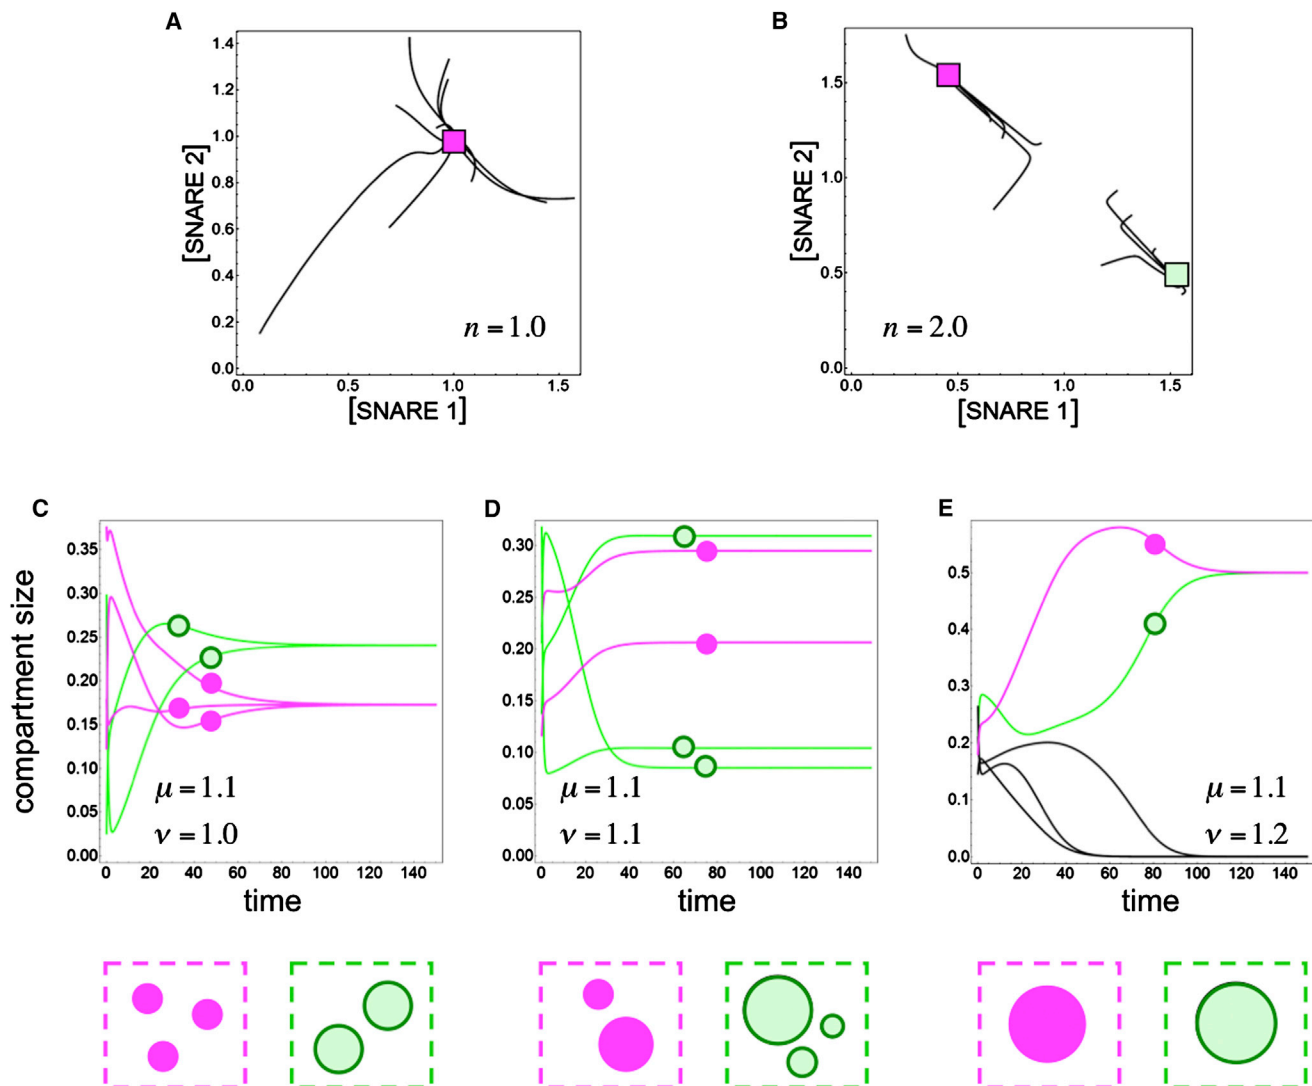 A
[SNARE 2]
1.4
1.2
1.0
0.8
0.6
0.4
0.2
0.0
n = 1.0
0.0 0.5 1.0 1.5
[SNARE 1]
B
[SNARE 2]
1.5
1.0
0.5
0.0
n = 2.0
0.0 0.5 1.0 1.5
[SNARE 1]
C
compartment size
0.35
0.30
0.25
0.20
0.15
0.10
0.05
0.00
μ = 1.1
ν = 1.0
0 20 40 60 80 100 120 140
time
D
0.30
0.25
0.20
0.15
0.10
0.05
0.00
μ = 1.1
ν = 1.1
0 20 40 60 80 100 120 140
time
E
0.5
0.4
0.3
0.2
0.1
0.0
μ = 1.1
ν = 1.2
0 20 40 60 80 100 120 140
time